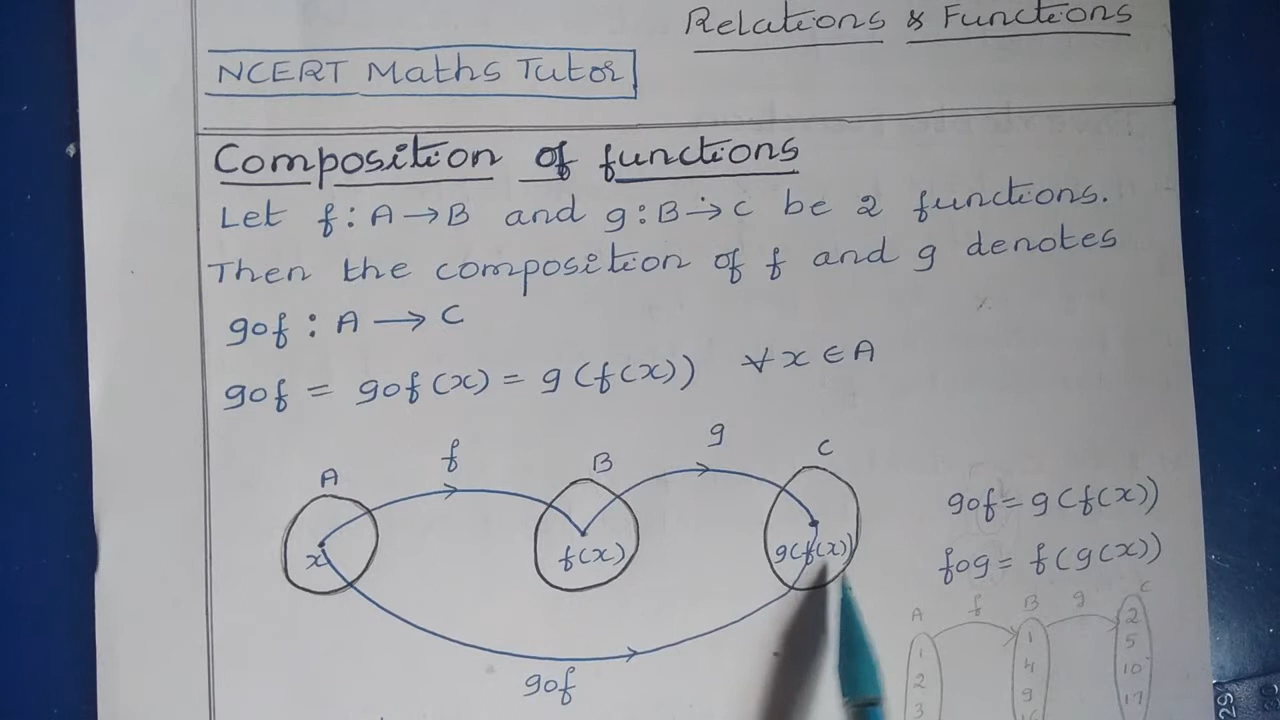 Relations & Functions
NCERT Maths Tutor
Composition of functions
Let f : A → B and g : B → C be 2 functions.
Then the composition of f and g denotes
gof : A → C
gof = gof(x) = g(f(x)) ∀ x ∈ A
A f B g C
x f(x) g(f(x))
gof
gof = g(f(x))
fog = f(g(x))
A f B g C
1 1 2
2 4 5
3 9 10
17
29